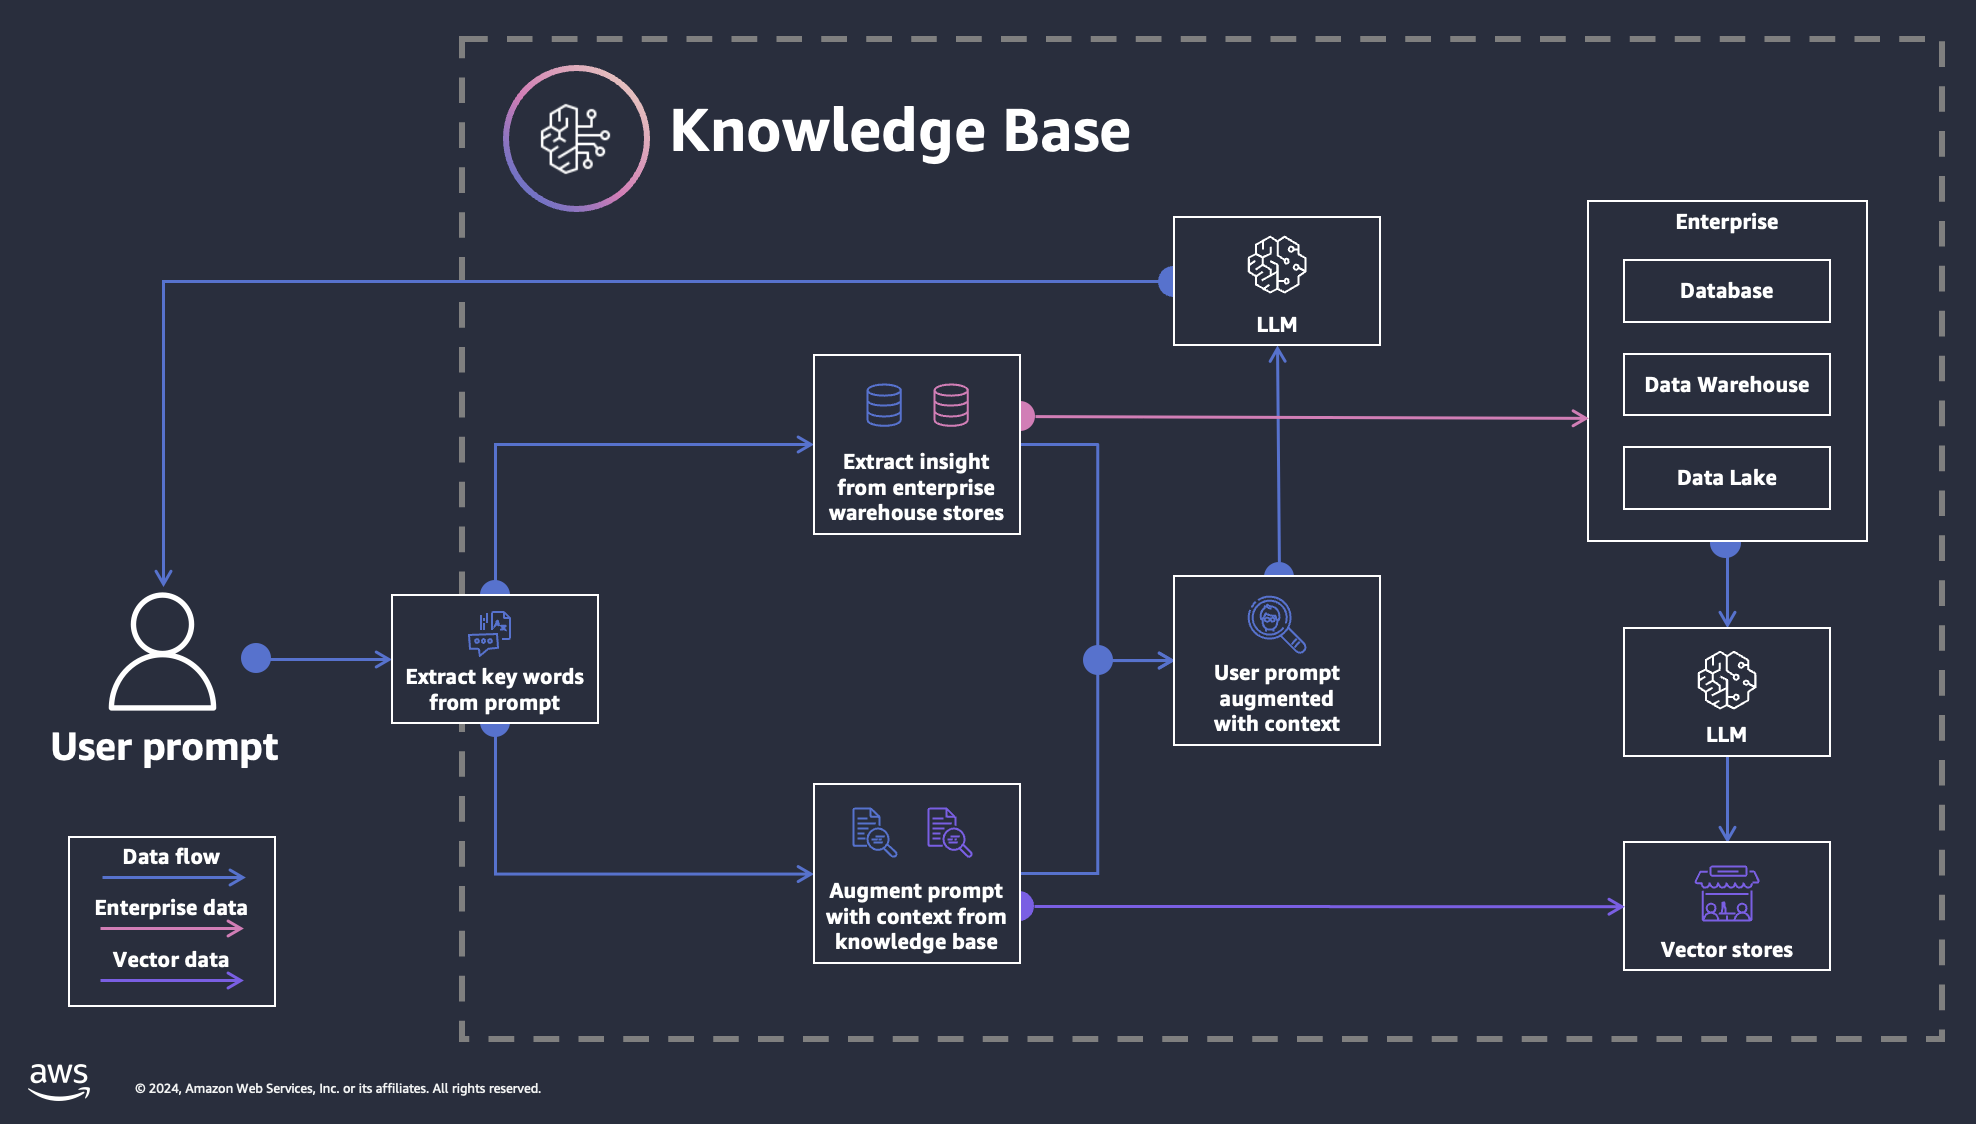 Knowledge Base
Enterprise
Database
Data Warehouse
Data Lake
LLM
Extract insight
from enterprise
warehouse stores
Extract key words
from prompt
User prompt
augmented
with context
LLM
User prompt
Augment prompt
with context from
knowledge base
Vector stores
Data flow
Enterprise data
Vector data
aws
© 2024, Amazon Web Services, Inc. or its affiliates. All rights reserved.